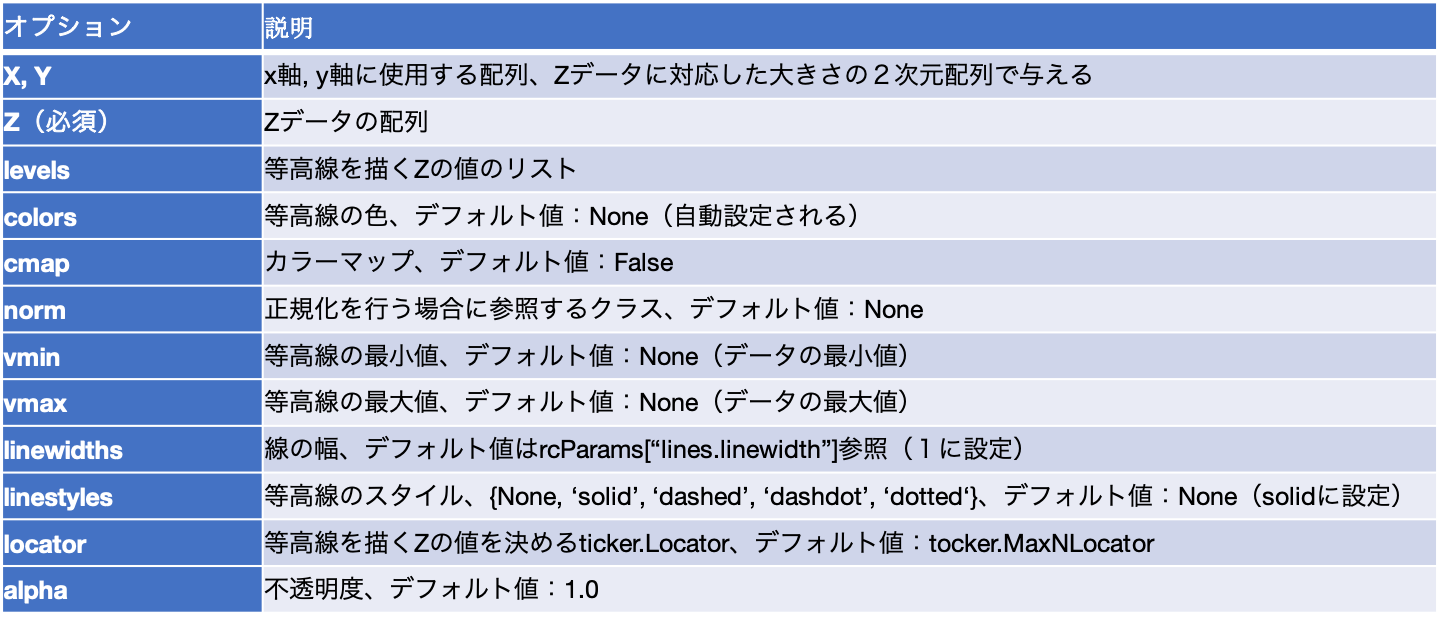 オプション 説明
X, Y x軸, y軸に使用する配列、Zデータに対応した大きさの２次元配列で与える
Z（必須） Zデータの配列
levels 等高線を描くZの値のリスト
colors 等高線の色、デフォルト値：None（自動設定される）
cmap カラーマップ、デフォルト値：False
norm 正規化を行う場合に参照するクラス、デフォルト値：None
vmin 等高線の最小値、デフォルト値：None（データの最小値）
vmax 等高線の最大値、デフォルト値：None（データの最大値）
linewidths 線の幅、デフォルト値はrcParams[“lines.linewidth”]参照（１に設定）
linestyles 等高線のスタイル、{None, ‘solid’, ‘dashed’, ‘dashdot’, ‘dotted‘}、デフォルト値：None（solidに設定）
locator 等高線を描くZの値を決めるticker.Locator、デフォルト値：tocker.MaxNLocator
alpha 不透明度、デフォルト値：1.0